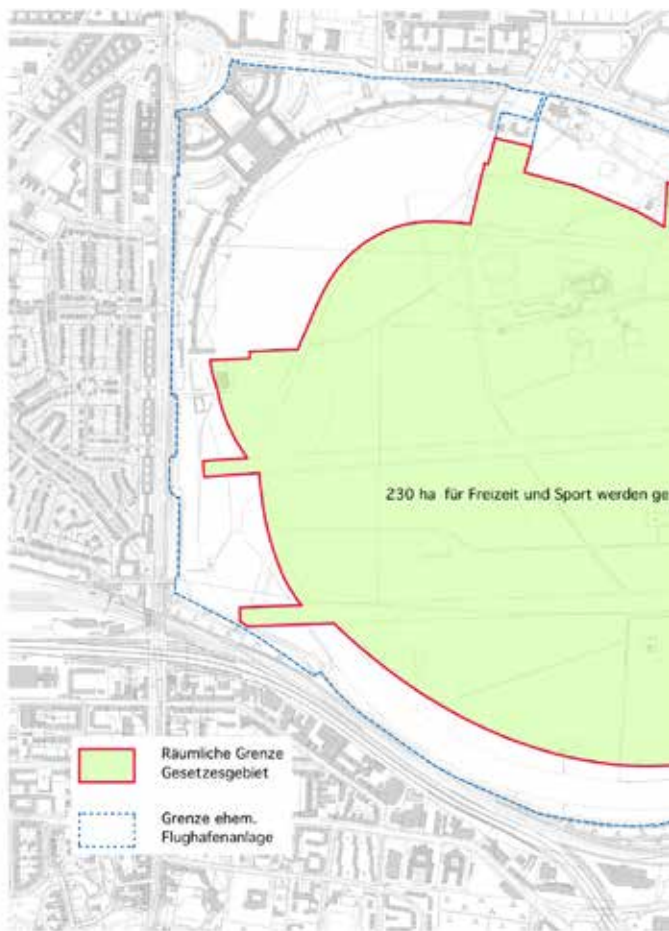 230 ha für Freizeit und Sport werden ge
Räumliche Grenze
Gesetzesgebiet
Grenze ehem.
Flughafenanlage